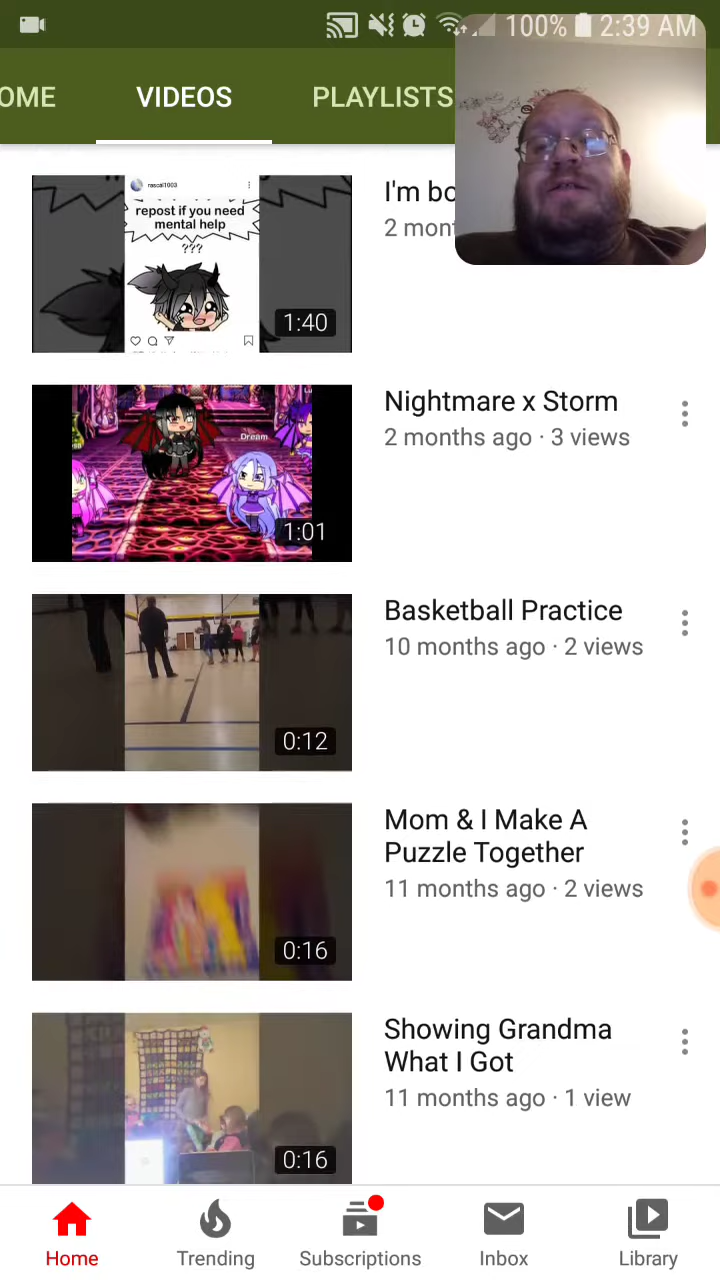 100% 2:39 AM
OME VIDEOS PLAYLISTS
rascal1003
repost if you need
mental help
???
1:40
I'm bo
2 mont
Dream
1:01
Nightmare x Storm
2 months ago · 3 views
0:12
Basketball Practice
10 months ago · 2 views
0:16
Mom & I Make A
Puzzle Together
11 months ago · 2 views
0:16
Showing Grandma
What I Got
11 months ago · 1 view
Home Trending Subscriptions Inbox Library